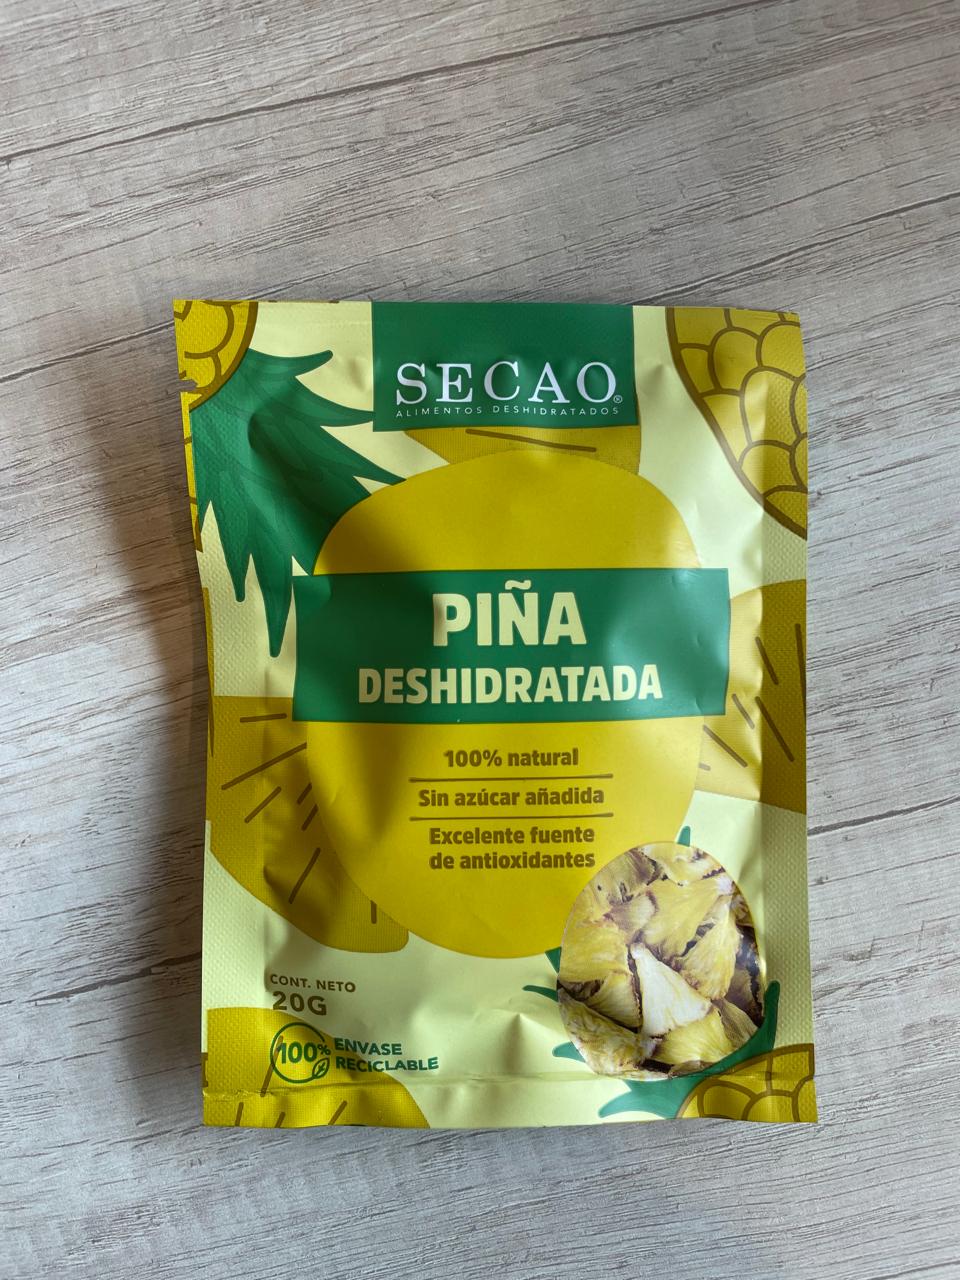 SECAO®
ALIMENTOS DESHIDRATADOS
PIÑA
DESHIDRATADA
100% natural
Sin azúcar añadida
Excelente fuente
de antioxidantes
CONT. NETO
20G
100% ENVASE
RECICLABLE